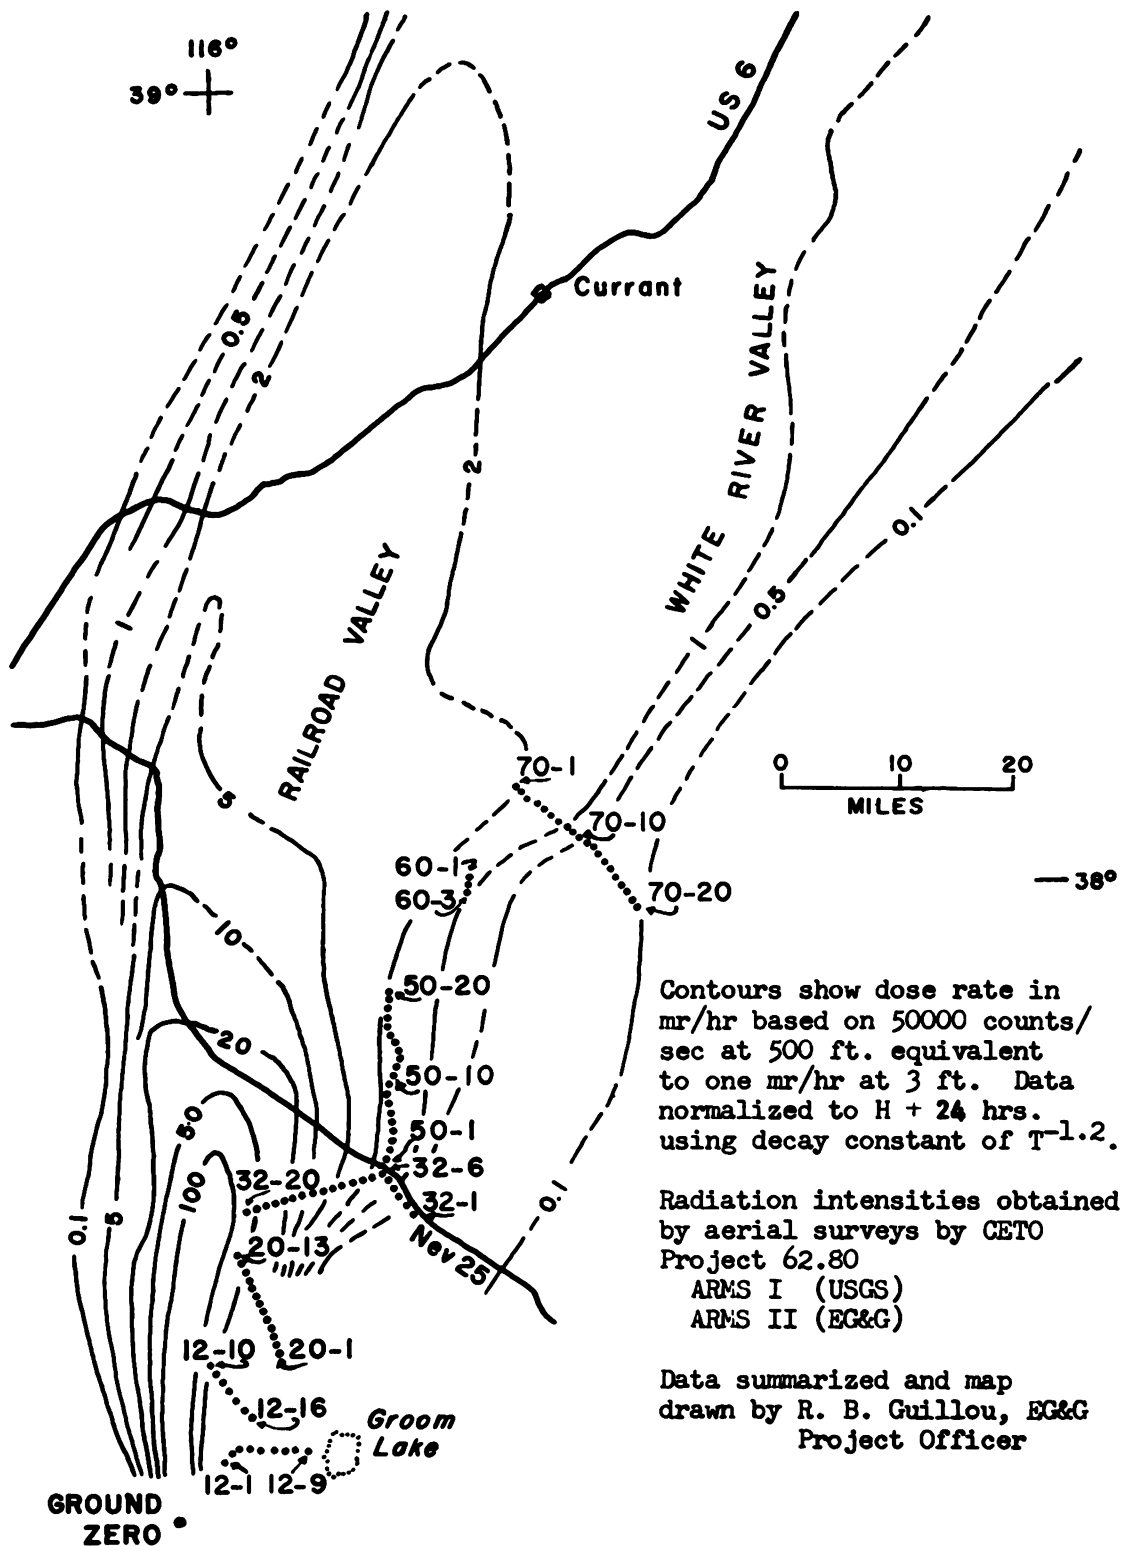 116°
39°
US 6
Currant
0.5
2
WHITE RIVER VALLEY
2
0.1
RAILROAD VALLEY
0.5
1
1
5
70-1
0 10 20
MILES
70-10
60-1
60-3
70-20
38°
10
50-20
20
50-10
50
50-1
32-6
32-20
32-1
100
0.1
5
0.1
20-13
Nev 25
12-10
20-1
12-16
Groom
Lake
12-1 12-9
GROUND
ZERO
Contours show dose rate in
mr/hr based on 50000 counts/
sec at 500 ft. equivalent
to one mr/hr at 3 ft. Data
normalized to H + 24 hrs.
using decay constant of T-1.2.
Radiation intensities obtained
by aerial surveys by CETO
Project 62.80
ARMS I (USGS)
ARMS II (EG&G)
Data summarized and map
drawn by R. B. Guillou, EG&G
Project Officer